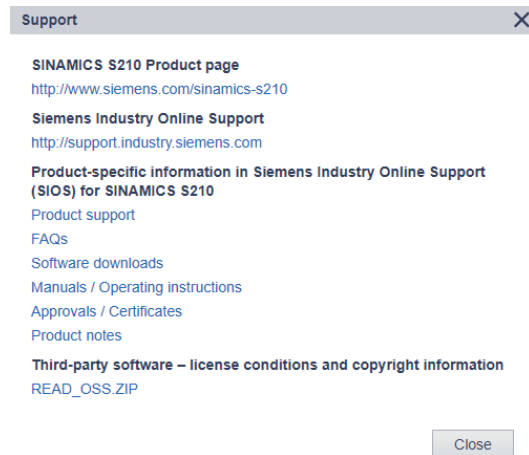 Support
SINAMICS S210 Product page
http://www.siemens.com/sinamics-s210
Siemens Industry Online Support
http://support.industry.siemens.com
Product-specific information in Siemens Industry Online Support
(SIOS) for SINAMICS S210
Product support
FAQs
Software downloads
Manuals / Operating instructions
Approvals / Certificates
Product notes
Third-party software – license conditions and copyright information
READ_OSS.ZIP
Close